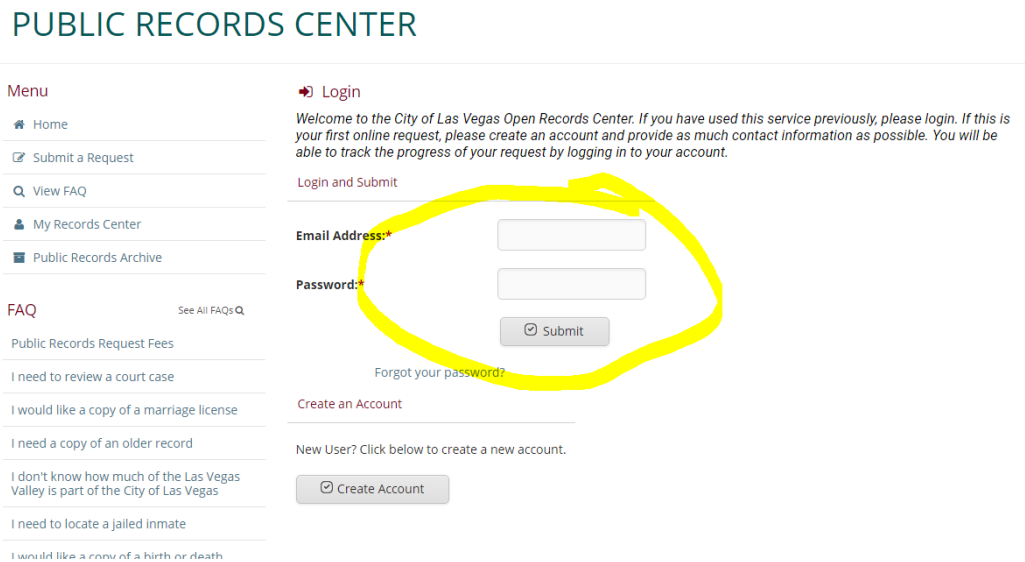 PUBLIC RECORDS CENTER
Menu
Home
Submit a Request
View FAQ
My Records Center
Public Records Archive
FAQ
See All FAQs
Public Records Request Fees
I need to review a court case
I would like a copy of a marriage license
I need a copy of an older record
I don't know how much of the Las Vegas
Valley is part of the City of Las Vegas
I need to locate a jailed inmate
I would like a copy of a birth or death
Login
Welcome to the City of Las Vegas Open Records Center. If you have used this service previously, please login. If this is
your first online request, please create an account and provide as much contact information as possible. You will be
able to track the progress of your request by logging in to your account.
Login and Submit
Email Address:*
Password:*
Submit
Forgot your password?
Create an Account
New User? Click below to create a new account.
Create Account